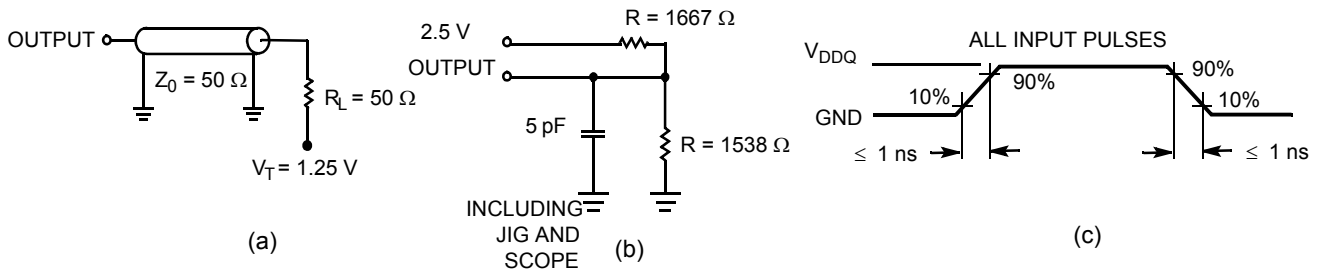 OUTPUT
Z0 = 50 Ω
RL = 50 Ω
VT = 1.25 V
(a)
R = 1667 Ω
2.5 V
OUTPUT
5 pF
R = 1538 Ω
INCLUDING
JIG AND
SCOPE
(b)
ALL INPUT PULSES
VDDQ
GND
10%
90%
90%
10%
≤ 1 ns
≤ 1 ns
(c)